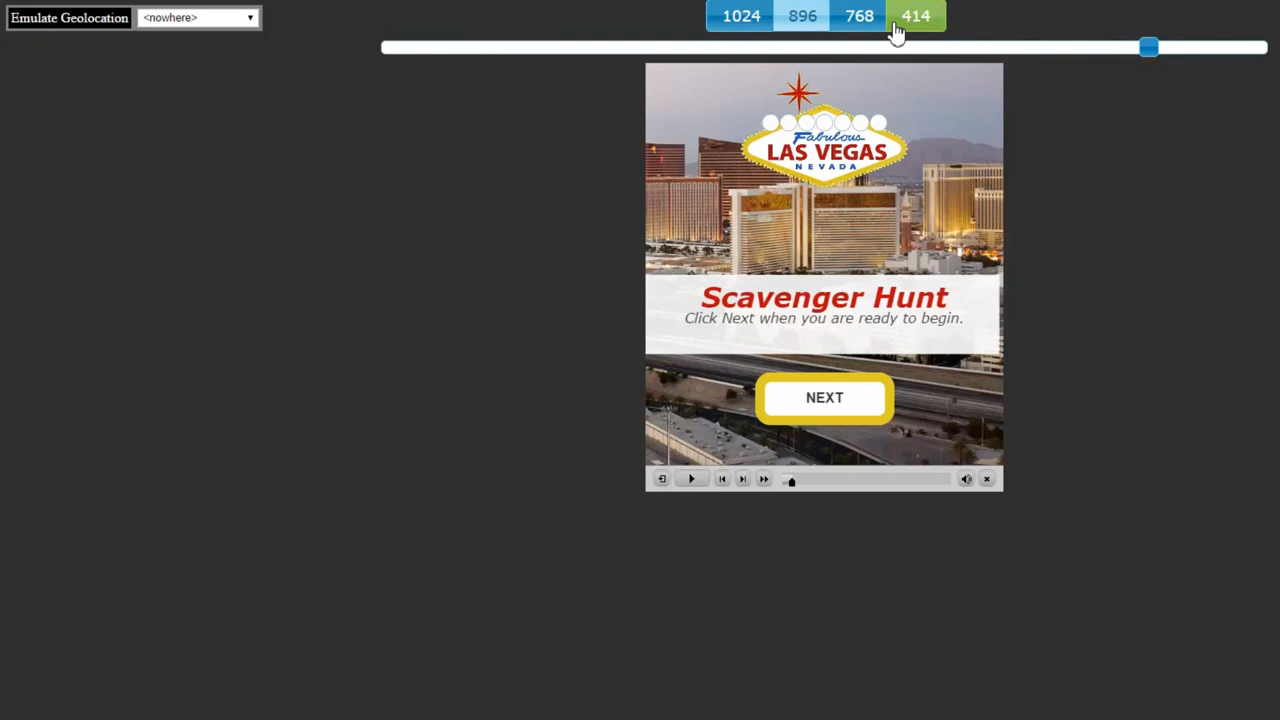 Emulate Geolocation <nowhere>
1024 896 768 414
Fabulous
LAS VEGAS
NEVADA
Scavenger Hunt
Click Next when you are ready to begin.
NEXT